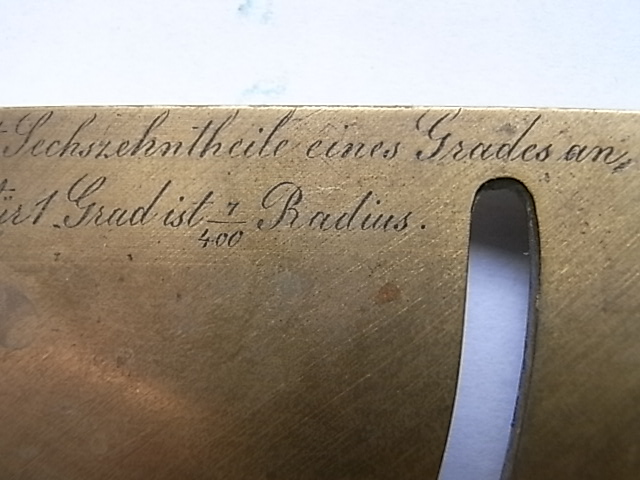 Sechszehntheile eines Grades an,
für 1 Grad ist 7/400 Radius.